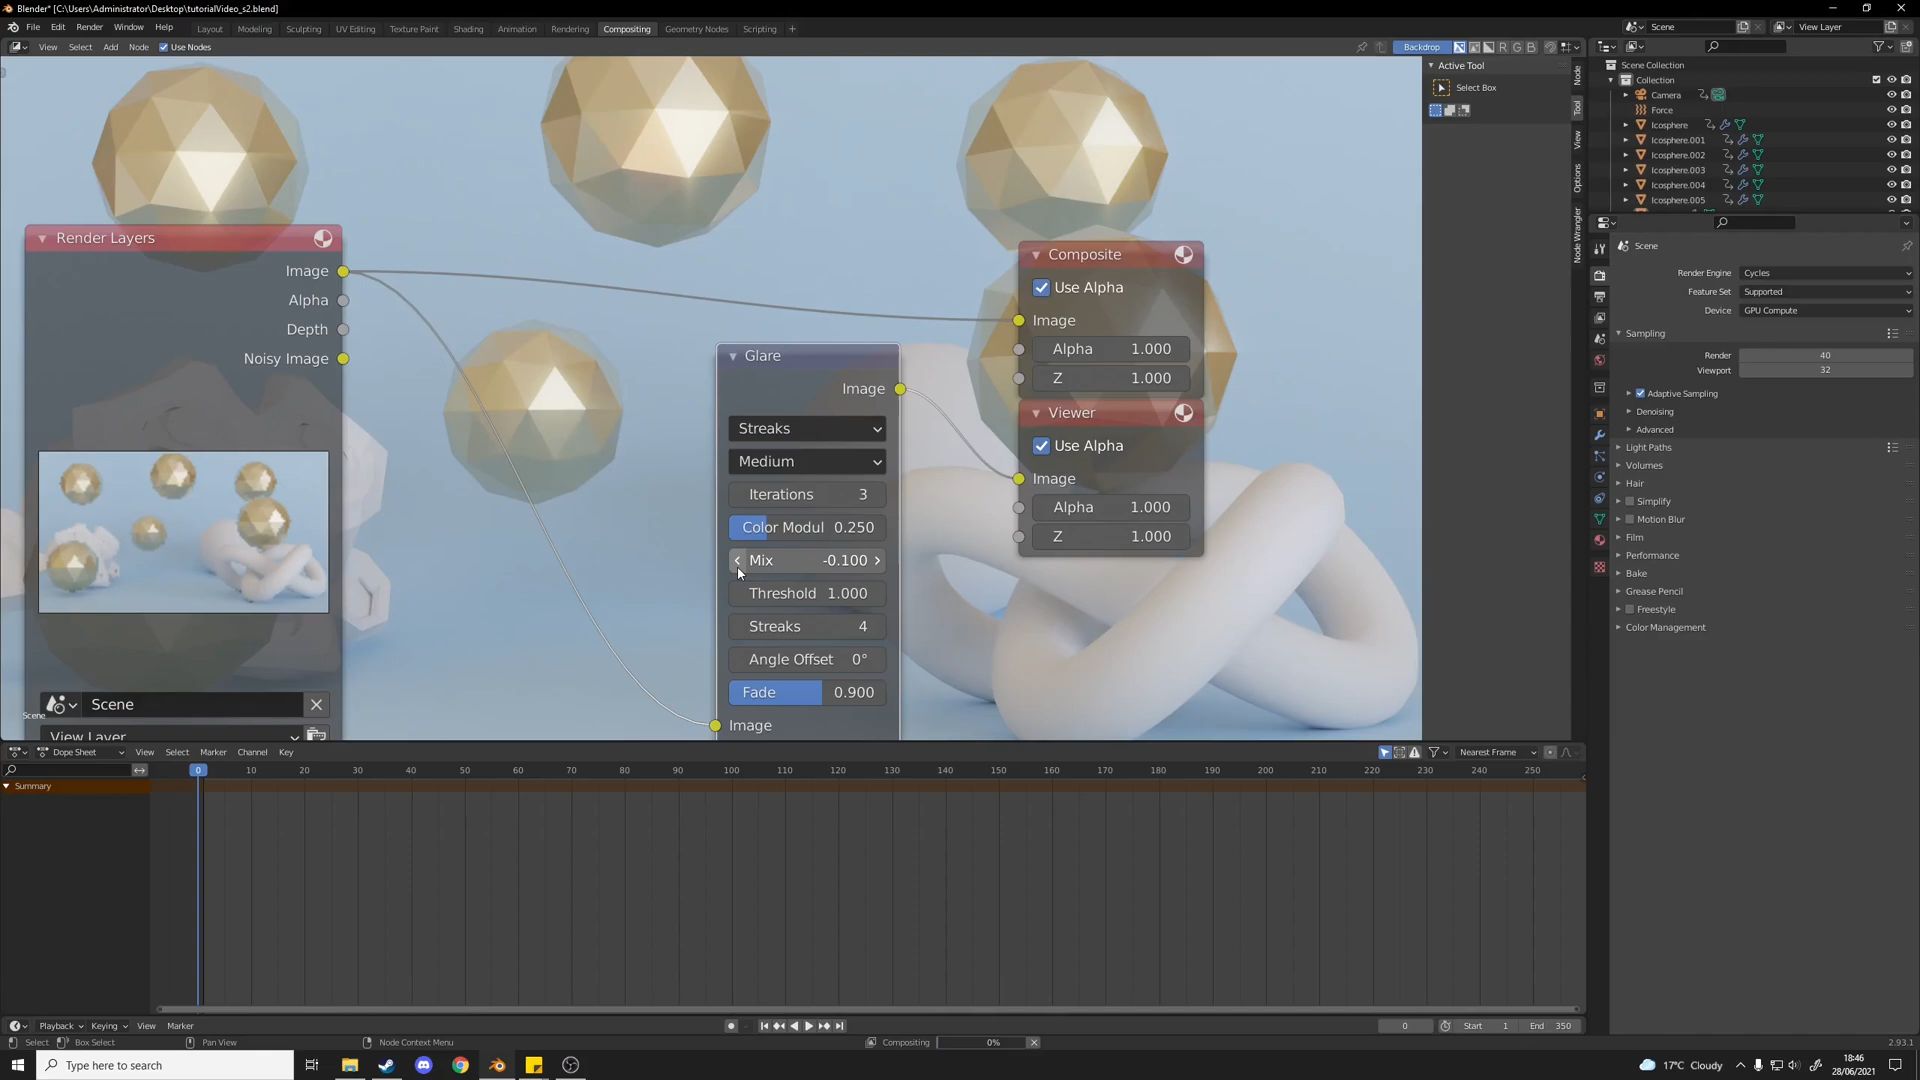 Blender* [C:\Users\Administrator\Desktop\tutorialVideo_s2.blend]
File Edit Render Window Help
Layout Modeling Sculpting UV Editing Texture Paint Shading Animation Rendering Compositing Geometry Nodes Scripting +
Scene
View Layer
View Select Add Node Use Nodes
Backdrop
R G B
Active Tool
Select Box
Node
Tool
View
Options
Node Wrangler
Scene Collection
Collection
Camera
Force
Icosphere
Icosphere.001
Icosphere.002
Icosphere.003
Icosphere.004
Icosphere.005
Scene
Render Engine Cycles
Feature Set Supported
Device GPU Compute
Sampling
Render 40
Viewport 32
Adaptive Sampling
Denoising
Advanced
Light Paths
Volumes
Hair
Simplify
Motion Blur
Film
Performance
Bake
Grease Pencil
Freestyle
Color Management
Render Layers
Image
Alpha
Depth
Noisy Image
Scene
Scene
View Layer
Glare
Image
Streaks
Medium
Iterations 3
Color Modul 0.250
Mix -0.100
Threshold 1.000
Streaks 4
Angle Offset 0°
Fade 0.900
Image
Composite
Use Alpha
Image
Alpha 1.000
Z 1.000
Viewer
Use Alpha
Image
Alpha 1.000
Z 1.000
Dope Sheet View Select Marker Channel Key
Nearest Frame
0 10 20 30 40 50 60 70 80 90 100 110 120 130 140 150 160 170 180 190 200 210 220 230 240 250
Summary
Playback Keying View Marker
0 Start 1 End 350
Select Box Select Pan View Node Context Menu
Compositing 0%
2.93.1
Type here to search
17°C Cloudy
18:46
28/06/2021